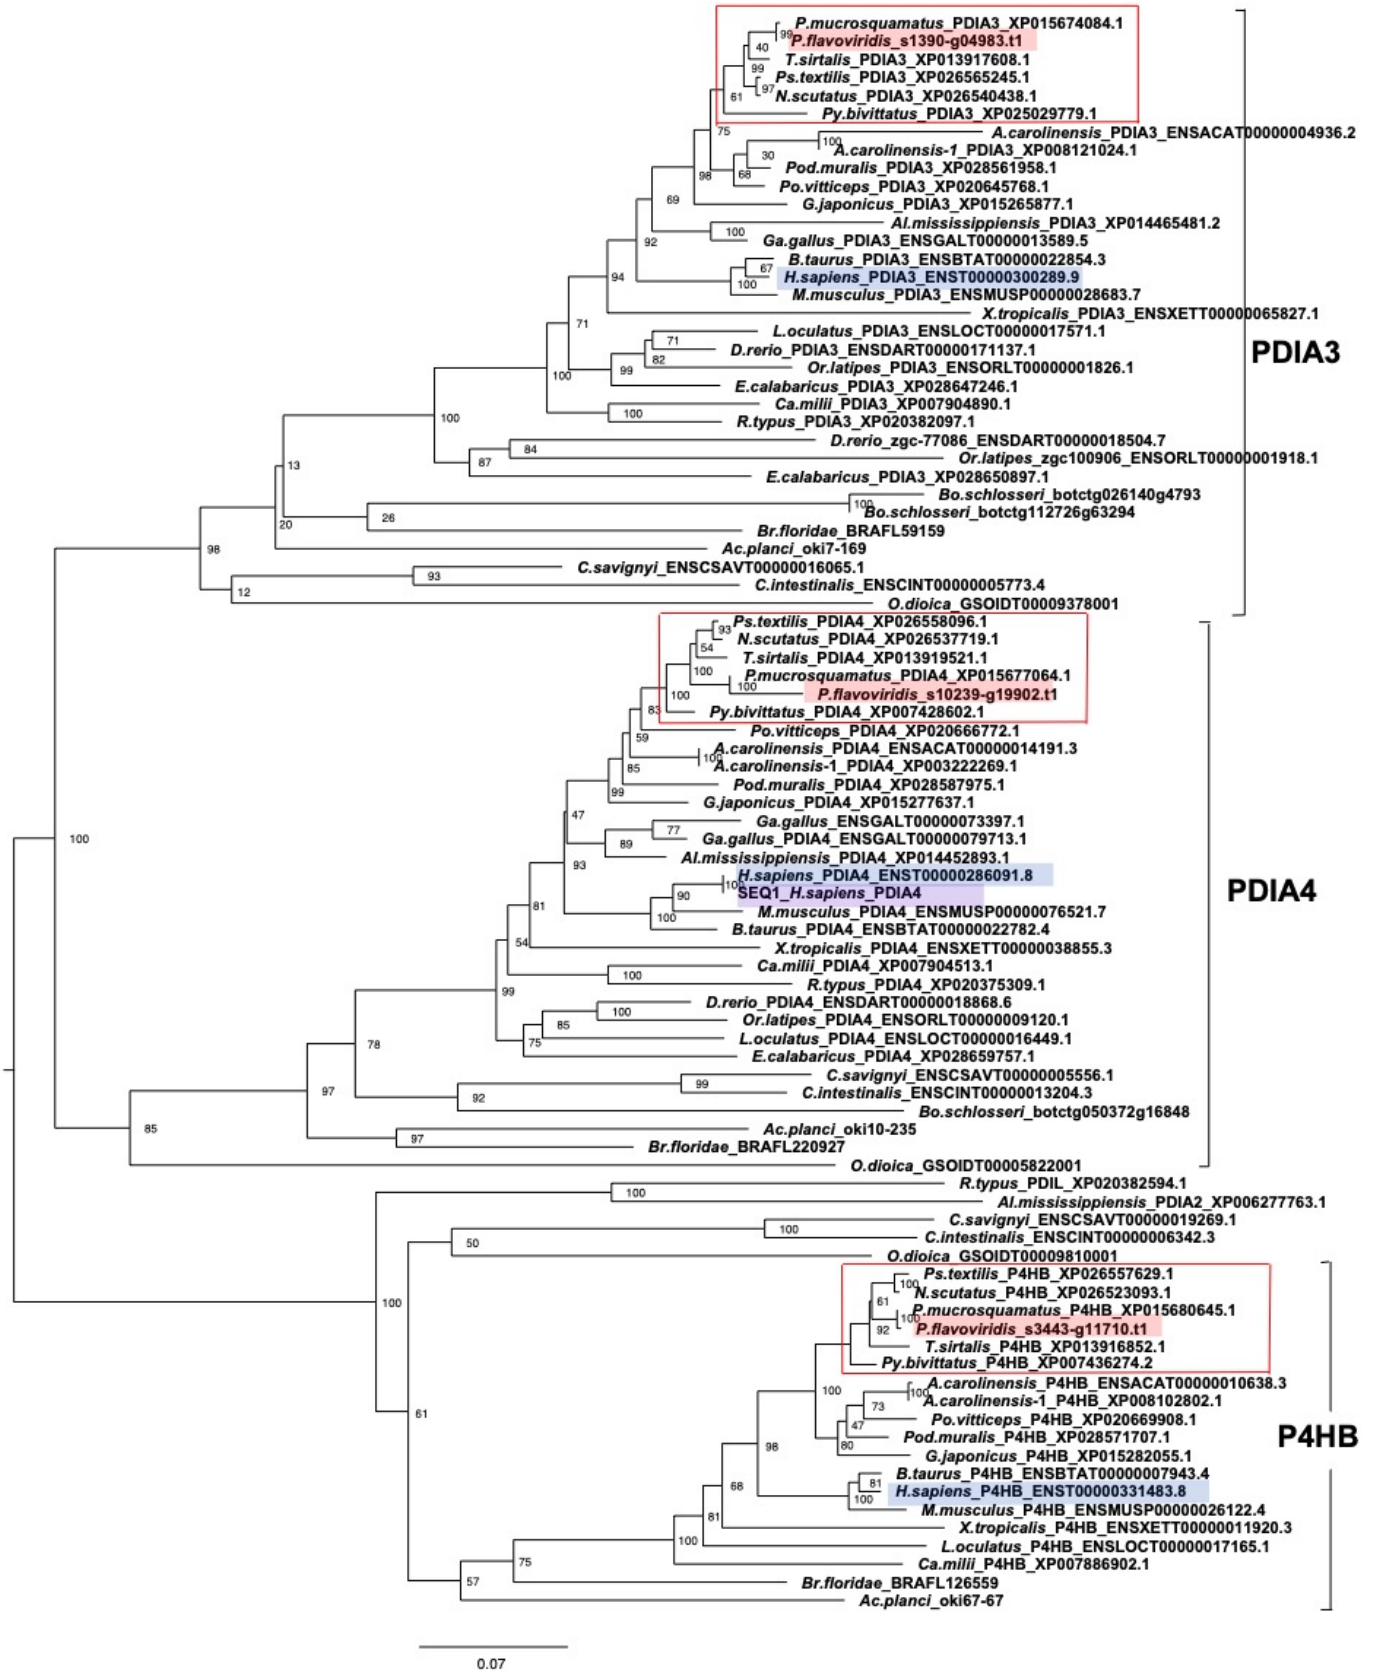 P.mucrosquamatus_PDIA3_XP015674084.1
99
P.flavoviridis_s1390-g04983.t1
40
T.sirtalis_PDIA3_XP013917608.1
99
Ps.textilis_PDIA3_XP026565245.1
97
N.scutatus_PDIA3_XP026540438.1
61
Py.bivittatus_PDIA3_XP025029779.1
75
A.carolinensis_PDIA3_ENSACAT00000004936.2
100
A.carolinensis-1_PDIA3_XP008121024.1
30
Pod.muralis_PDIA3_XP028561958.1
98
68
Po.vitticeps_PDIA3_XP020645768.1
69
G.japonicus_PDIA3_XP015265877.1
Al.mississippiensis_PDIA3_XP014465481.2
100
92
Ga.gallus_PDIA3_ENSGALT00000013589.5
B.taurus_PDIA3_ENSBTAT00000022854.3
67
94
H.sapiens_PDIA3_ENST00000300289.9
100
M.musculus_PDIA3_ENSMUSP00000028683.7
X.tropicalis_PDIA3_ENSXETT00000065827.1
71
L.oculatus_PDIA3_ENSLOCT00000017571.1
71
D.rerio_PDIA3_ENSDART00000171137.1
PDIA3
82
Or.latipes_PDIA3_ENSORLT00000001826.1
100
99
E.calabaricus_PDIA3_XP028647246.1
Ca.milii_PDIA3_XP007904890.1
100
100
R.typus_PDIA3_XP020382097.1
D.rerio_zgc-77086_ENSDART00000018504.7
84
87
Or.latipes_zgc100906_ENSORLT00000001918.1
13
E.calabaricus_PDIA3_XP028650897.1
Bo.schlosseri_botctg026140g4793
100
Bo.schlosseri_botctg112726g63294
26
20
Br.floridae_BRAFL59159
98
Ac.planci_oki7-169
C.savignyi_ENSCSAVT00000016065.1
93
C.intestinalis_ENSCINT00000005773.4
12
O.dioica_GSOIDT00009378001
Ps.textilis_PDIA4_XP026558096.1
93
N.scutatus_PDIA4_XP026537719.1
54
T.sirtalis_PDIA4_XP013919521.1
100
P.mucrosquamatus_PDIA4_XP015677064.1
100
100
P.flavoviridis_s10239-g19902.t1
83
Py.bivittatus_PDIA4_XP007428602.1
59
Po.vitticeps_PDIA4_XP020666772.1
A.carolinensis_PDIA4_ENSACAT00000014191.3
100
85
A.carolinensis-1_PDIA4_XP003222269.1
Pod.muralis_PDIA4_XP028587975.1
99
G.japonicus_PDIA4_XP015277637.1
47
Ga.gallus_ENSGALT00000073397.1
77
100
Ga.gallus_PDIA4_ENSGALT00000079713.1
89
93
Al.mississippiensis_PDIA4_XP014452893.1
H.sapiens_PDIA4_ENST00000286091.8
100
PDIA4
90
SEQ1_H.sapiens_PDIA4
81
100
M.musculus_PDIA4_ENSMUSP00000076521.7
B.taurus_PDIA4_ENSBTAT00000022782.4
54
X.tropicalis_PDIA4_ENSXETT00000038855.3
Ca.milii_PDIA4_XP007904513.1
100
99
R.typus_PDIA4_XP020375309.1
D.rerio_PDIA4_ENSDART00000018868.6
100
Or.latipes_PDIA4_ENSORLT00000009120.1
85
78
75
L.oculatus_PDIA4_ENSLOCT00000016449.1
E.calabaricus_PDIA4_XP028659757.1
C.savignyi_ENSCSAVT00000005556.1
99
97
C.intestinalis_ENSCINT00000013204.3
92
Bo.schlosseri_botctg050372g16848
85
Ac.planci_oki10-235
97
Br.floridae_BRAFL220927
O.dioica_GSOIDT00005822001
R.typus_PDIL_XP020382594.1
100
Al.mississippiensis_PDIA2_XP006277763.1
C.savignyi_ENSCSAVT00000019269.1
100
C.intestinalis_ENSCINT00000006342.3
50
O.dioica_GSOIDT00009810001
Ps.textilis_P4HB_XP026557629.1
100
N.scutatus_P4HB_XP026523093.1
61
100
P.mucrosquamatus_P4HB_XP015680645.1
100
92
P.flavoviridis_s3443-g11710.t1
T.sirtalis_P4HB_XP013916852.1
Py.bivittatus_P4HB_XP007436274.2
A.carolinensis_P4HB_ENSACAT00000010638.3
100
100
A.carolinensis-1_P4HB_XP008102802.1
73
61
47
Po.vitticeps_P4HB_XP020669908.1
80
Pod.muralis_P4HB_XP028571707.1
P4HB
98
G.japonicus_P4HB_XP015282055.1
B.taurus_P4HB_ENSBTAT00000007943.4
81
68
H.sapiens_P4HB_ENST00000331483.8
100
M.musculus_P4HB_ENSMUSP00000026122.4
81
X.tropicalis_P4HB_ENSXETT00000011920.3
100
L.oculatus_P4HB_ENSLOCT00000017165.1
75
Ca.milii_P4HB_XP007886902.1
57
Br.floridae_BRAFL126559
Ac.planci_oki67-67
0.07